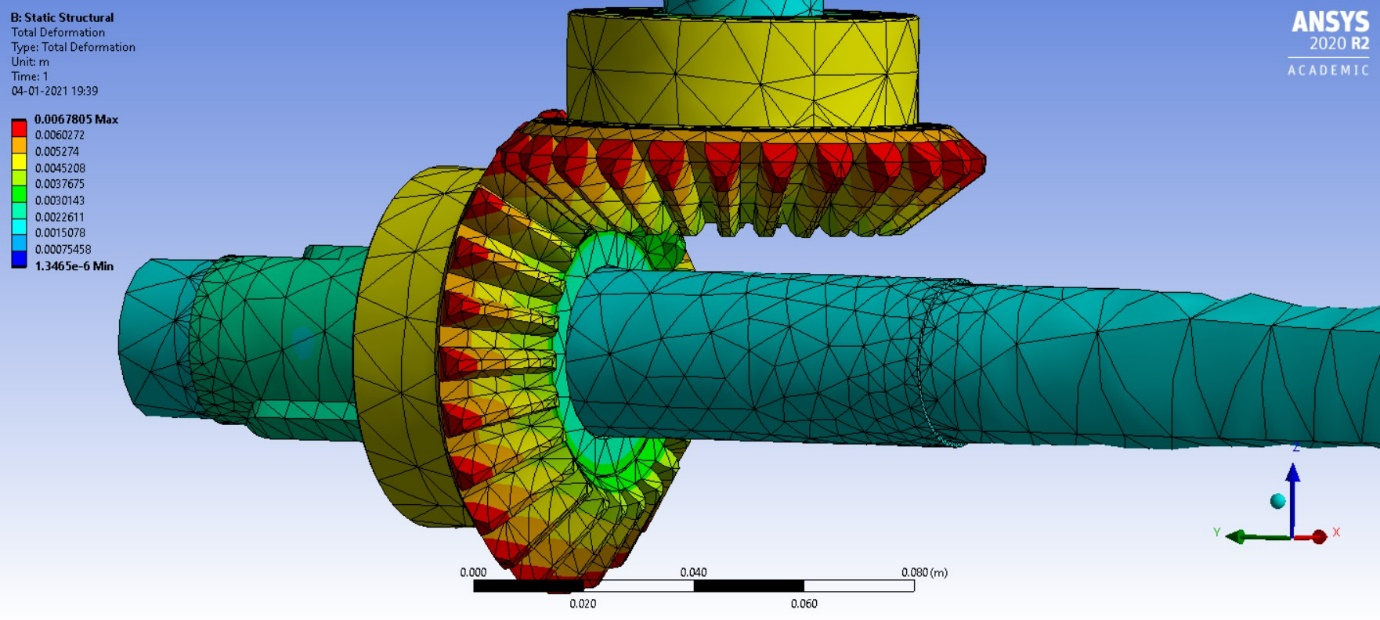 B: Static Structural
Total Deformation
Type: Total Deformation
Unit: m
Time: 1
04-01-2021 19:39
0.0067805 Max
0.0060272
0.005274
0.0045208
0.0037675
0.0030143
0.0022611
0.0015078
0.00075458
1.3465e-6 Min
ANSYS
2020 R2
ACADEMIC
Z
Y X
0.000 0.040 0.080 (m)
0.020 0.060